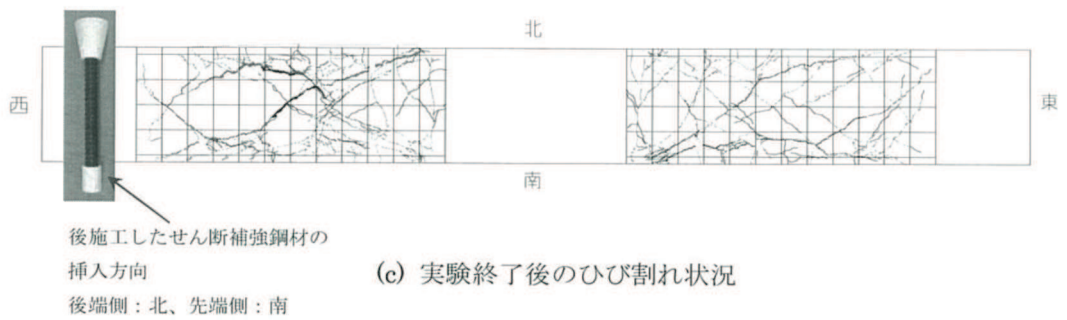 北
西
東
南
後施工したせん断補強鋼材の
挿入方向
後端側：北、先端側：南
(c) 実験終了後のひび割れ状況